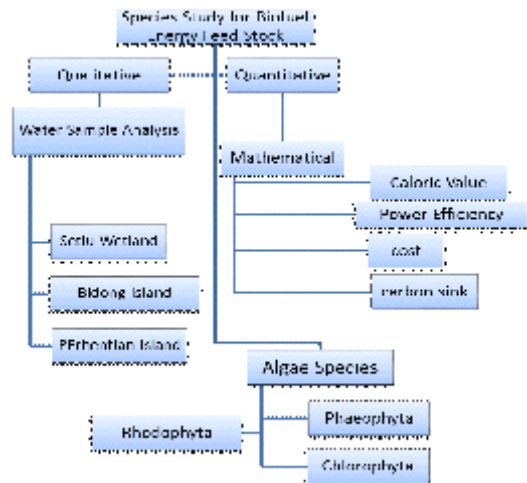 Species Study for Biofuel
Energy Feed Stock
Qualitative
Quantitative
Water Sample Analysis
Mathematical
Caloric Value
Power Efficiency
cost
carbon sink
Setiu Wetland
Bidong Island
PErhentian Island
Algae Species
Phaeophyta
Rhodophyta
Chlorophyta